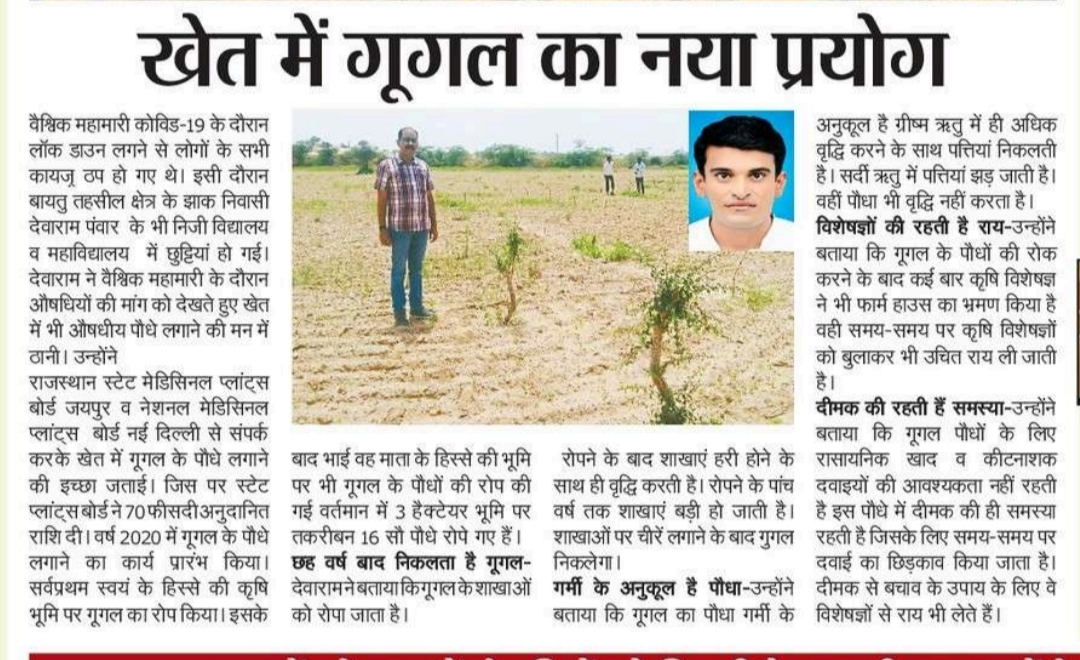 खेत में गूगल का नया प्रयोग
वैश्विक महामारी कोविड-19 के दौरान
लॉक डाउन लगने से लोगों के सभी
कायज् ठप हो गए थे। इसी दौरान
बायतु तहसील क्षेत्र के झाक निवासी
देवाराम पंवार के भी निजी विद्यालय
व महाविद्यालय में छुट्टियां हो गई।
देवाराम ने वैश्विक महामारी के दौरान
औषधियों की मांग को देखते हुए खेत
में भी औषधीय पौधे लगाने की मन में
ठानी। उन्होंने
राजस्थान स्टेट मेडिसिनल प्लांट्स
बोर्ड जयपुर व नेशनल मेडिसिनल
प्लांट्स बोर्ड नई दिल्ली से संपर्क
करके खेत में गूगल के पौधे लगाने
की इच्छा जताई। जिस पर स्टेट
प्लांट्स बोर्ड ने 70 फीसदी अनुदानित
राशि दी। वर्ष 2020 में गूगल के पौधे
लगाने का कार्य प्रारंभ किया।
सर्वप्रथम स्वयं के हिस्से की कृषि
भूमि पर गूगल का रोप किया। इसके
बाद भाई वह माता के हिस्से की भूमि
पर भी गूगल के पौधों की रोप की
गई वर्तमान में 3 हैक्टेयर भूमि पर
तकरीबन 16 सौ पौधे रोपे गए हैं।
छह वर्ष बाद निकलता है गूगल-
देवाराम ने बताया कि गूगल के शाखाओं
को रोपा जाता है।
रोपने के बाद शाखाएं हरी होने के
साथ ही वृद्धि करती है। रोपने के पांच
वर्ष तक शाखाएं बड़ी हो जाती है।
शाखाओं पर चीरें लगाने के बाद गुगल
निकलेगा।
गर्मी के अनुकूल है पौधा-उन्होंने
बताया कि गूगल का पौधा गर्मी के
अनुकूल है ग्रीष्म ऋतु में ही अधिक
वृद्धि करने के साथ पत्तियां निकलती
है। सर्दी ऋतु में पत्तियां झड़ जाती है।
वहीं पौधा भी वृद्धि नहीं करता है।
विशेषज्ञों की रहती है राय-उन्होंने
बताया कि गूगल के पौधों की रोक
करने के बाद कई बार कृषि विशेषज्ञ
ने भी फार्म हाउस का भ्रमण किया है
वही समय-समय पर कृषि विशेषज्ञों
को बुलाकर भी उचित राय ली जाती
है।
दीमक की रहती हैं समस्या-उन्होंने
बताया कि गूगल पौधों के लिए
रासायनिक खाद व कीटनाशक
दवाइयों की आवश्यकता नहीं रहती
है इस पौधे में दीमक की ही समस्या
रहती है जिसके लिए समय-समय पर
दवाई का छिड़काव किया जाता है।
दीमक से बचाव के उपाय के लिए वे
विशेषज्ञों से राय भी लेते हैं।